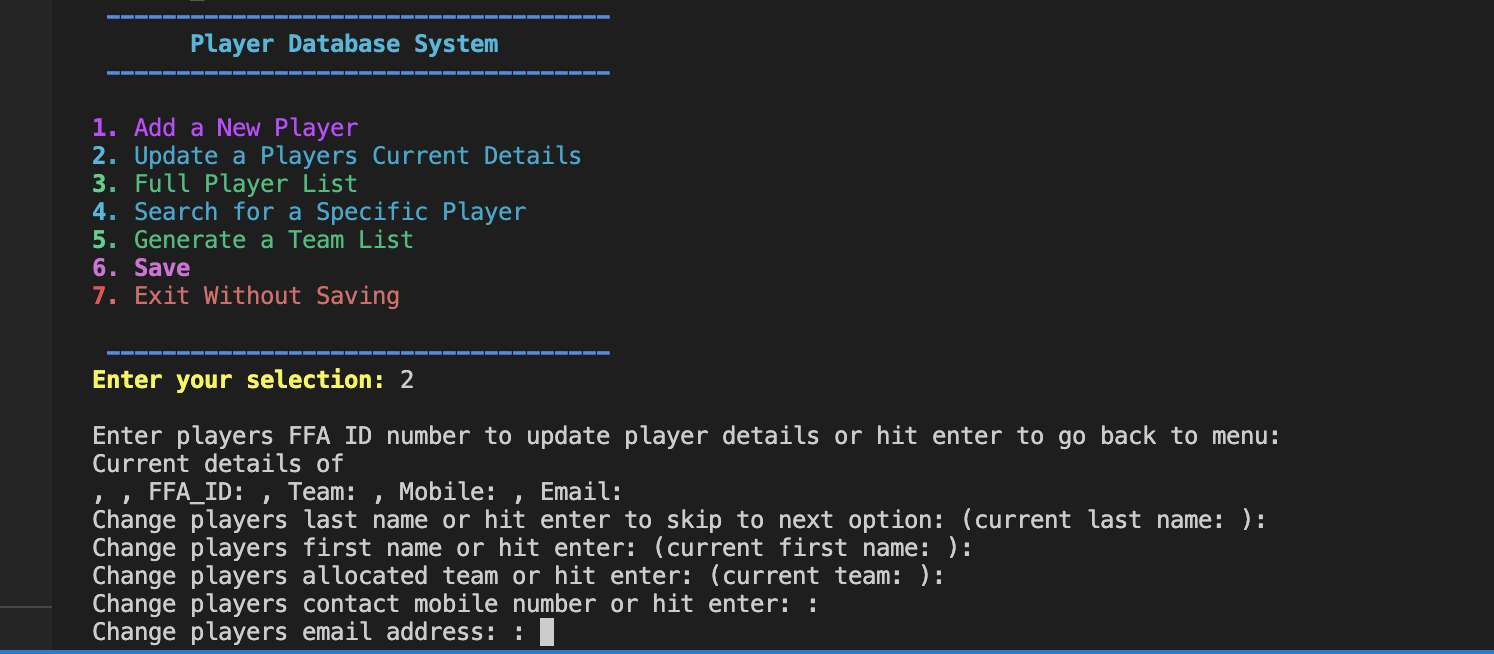 ------------------------------------
Player Database System
------------------------------------
1. Add a New Player
2. Update a Players Current Details
3. Full Player List
4. Search for a Specific Player
5. Generate a Team List
6. Save
7. Exit Without Saving
------------------------------------
Enter your selection: 2
Enter players FFA ID number to update player details or hit enter to go back to menu:
Current details of
, , FFA_ID: , Team: , Mobile: , Email:
Change players last name or hit enter to skip to next option: (current last name: ):
Change players first name or hit enter: (current first name: ):
Change players allocated team or hit enter: (current team: ):
Change players contact mobile number or hit enter: :
Change players email address: :